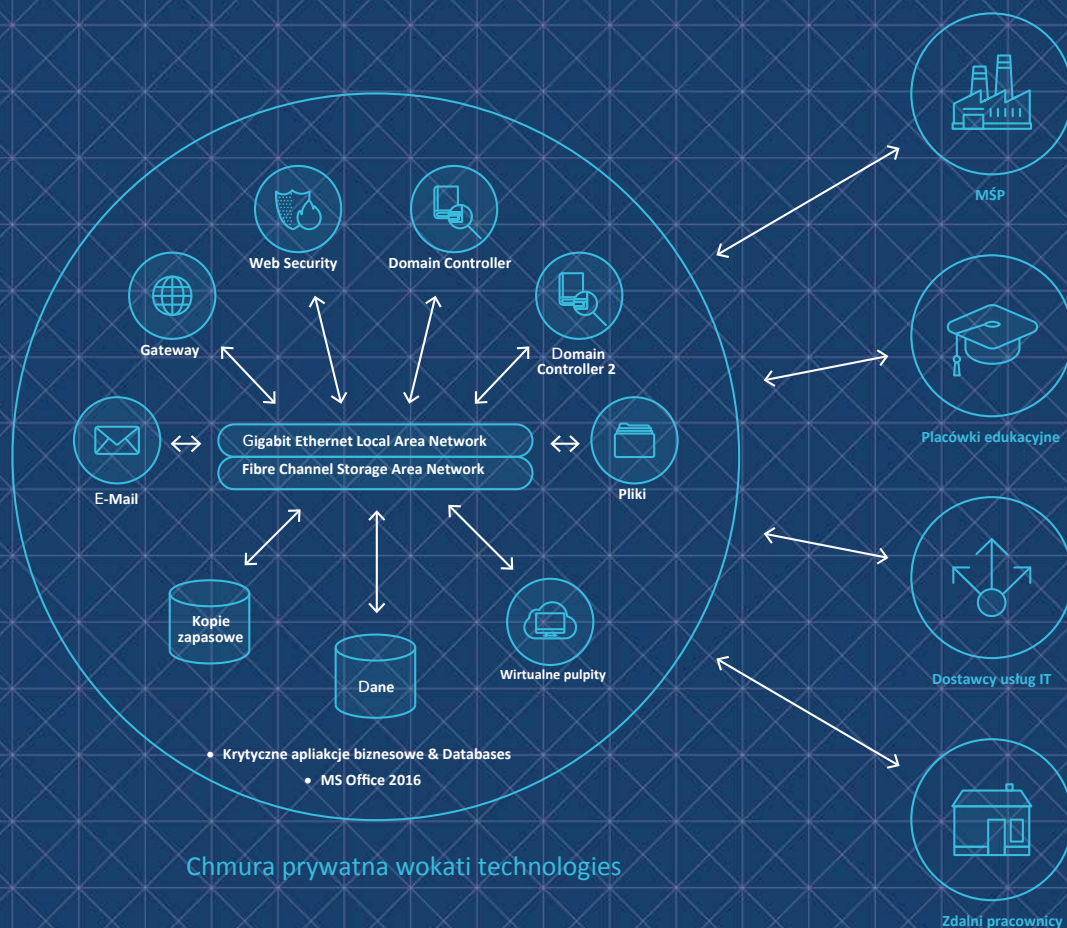 MŚP
Web Security
Domain Controller
Gateway
Domain
Controller 2
Placówki edukacyjne
Gigabit Ethernet Local Area Network
Fibre Channel Storage Area Network
E-Mail
Pliki
Kopie
zapasowe
Dane
Wirtualne pulpity
Dostawcy usług IT
• Krytyczne apliakcje biznesowe & Databases
• MS Office 2016
Chmura prywatna wokati technologies
Zdalni pracownicy